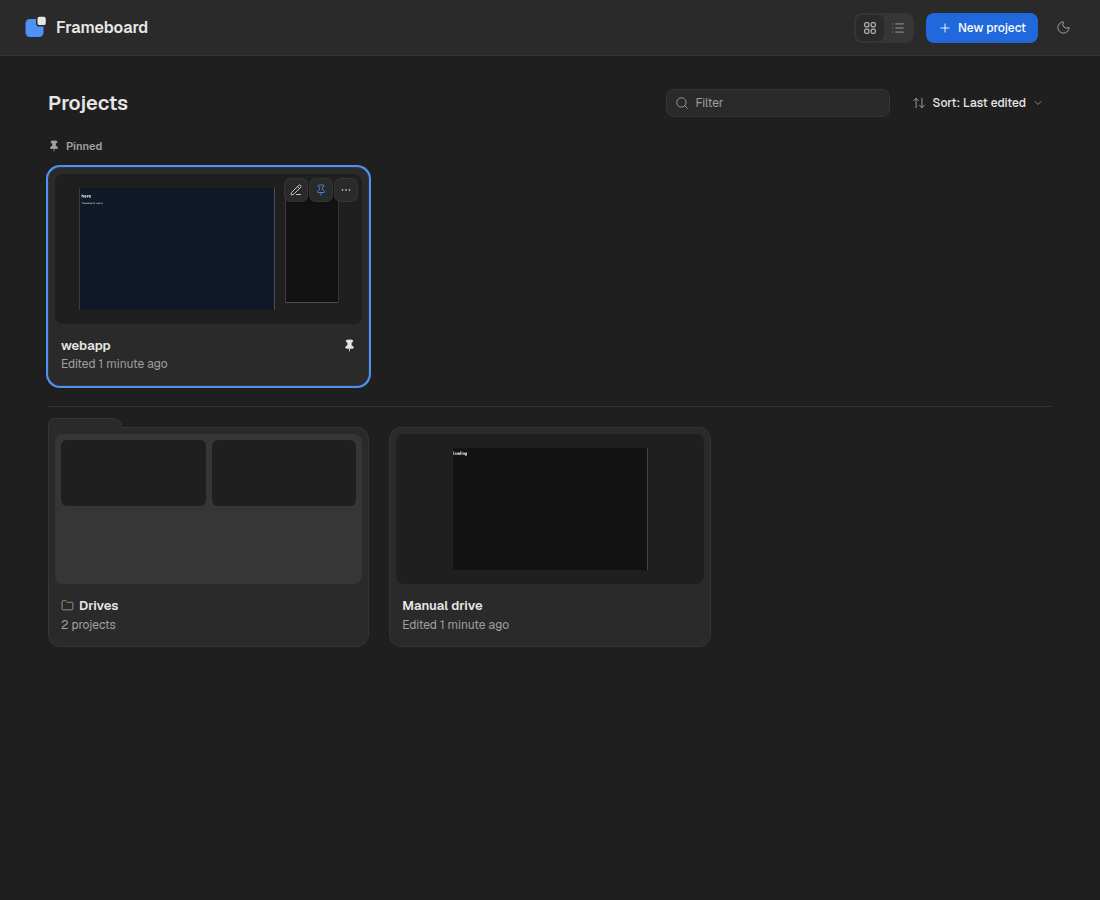 Frameboard
New project
Projects
Filter
Sort: Last edited
Pinned
hero
webapp
Edited 1 minute ago
loading
Drives
2 projects
Manual drive
Edited 1 minute ago